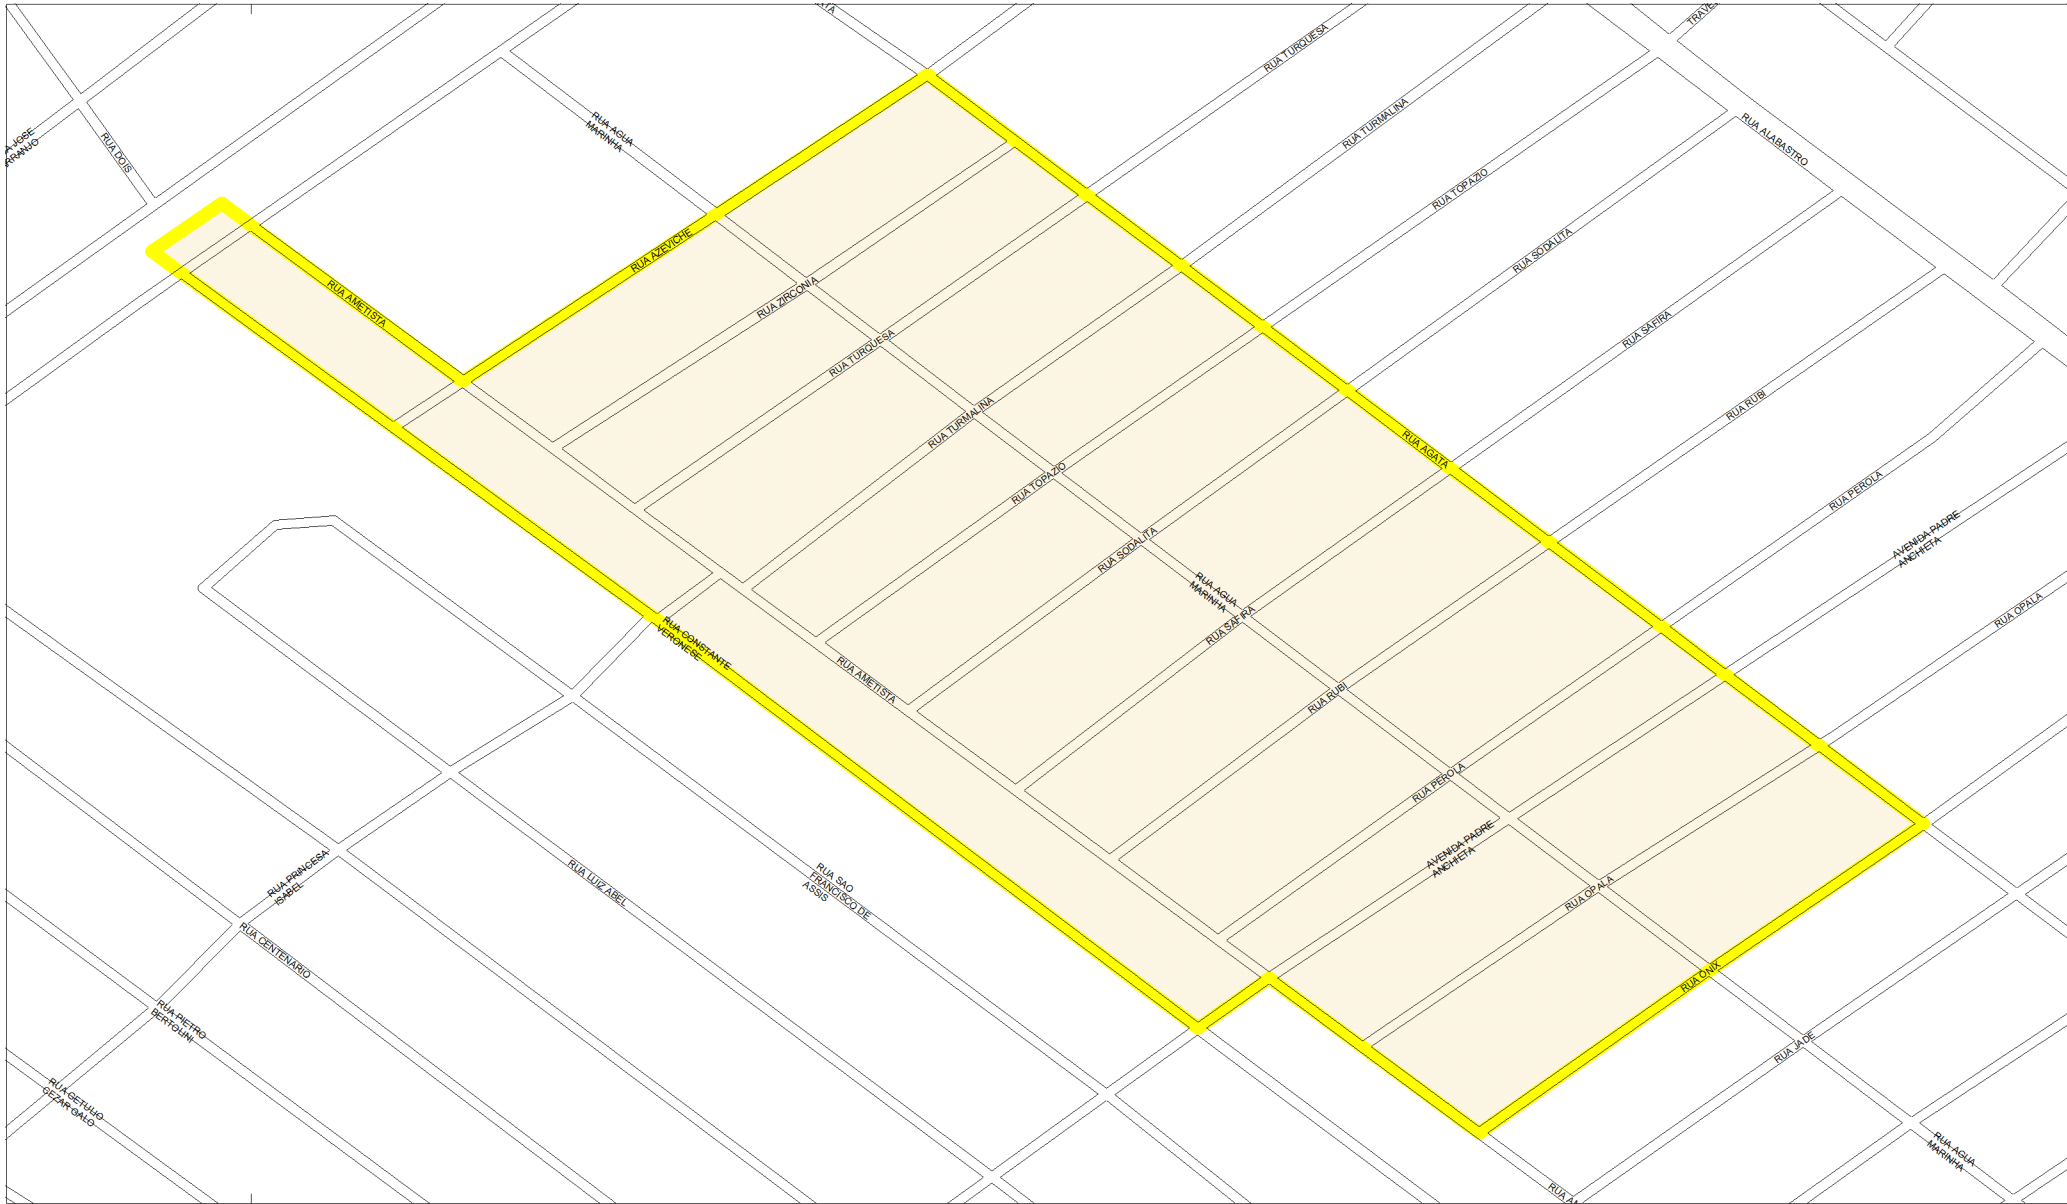 RUA TURQUESA
RUA TURMALINA
RUA ALABASTRO
RUA AGUA
MARINHA
RUA DOIS
RUA TOPAZIO
RUA SODALITA
RUA AZEVICHE
RUA ZIRCONIA
RUA AMETISTA
RUA SAFIRA
RUA TURQUESA
RUA RUBI
RUA TURMALINA
RUA AGATA
RUA TOPAZIO
RUA PEROLA
AVENIDA PADRE
ANCHIETA
RUA SODALITA
RUA AGUA
MARINHA
RUA OPALA
RUA SAFIRA
RUA CONSTANTE
VERONESE
RUA AMETISTA
RUA RUBI
RUA PEROLA
AVENIDA PADRE
ANCHIETA
RUA PRINCESA
ISABEL
RUA LUIZ ABEL
RUA SAO
FRANCISCO DE
ASSIS
RUA OPALA
RUA CENTENARIO
RUA ONIX
RUA PIETRO
BERTOLINI
RUA JADE
RUA GETULIO
CEZAR GALO
RUA AGUA
MARINHA